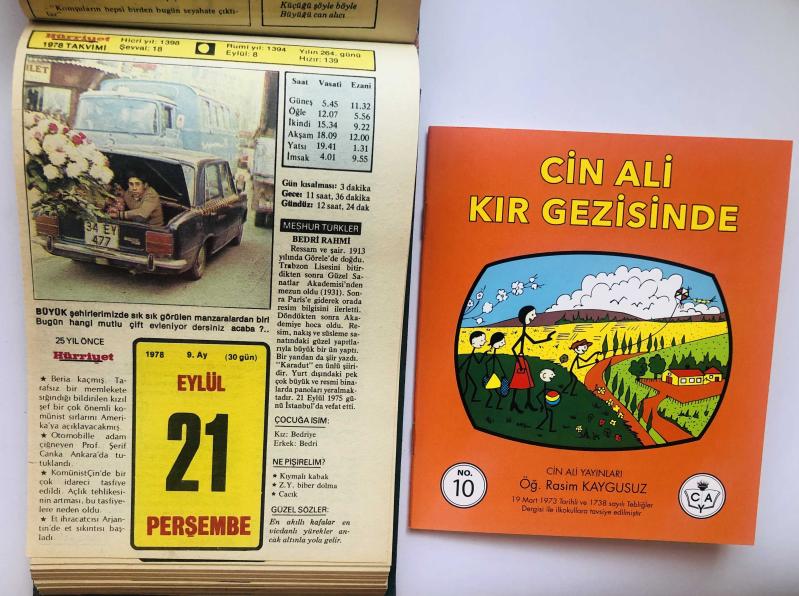 ."Komşuların hepsi birden bugün seyahate çıktı-
lar"
Küçüğü şöyle böyle
Büyüğü can alıcı
Hürriyet
1978 TAKVİMİ
Hicri yıl: 1398
Şevval: 18
Rumi yıl: 1394
Eylül: 8
Yılın 264. günü
Hızır: 139
34 EY
477
Saat Vasati Ezani
Güneş 5.45 11.32
Öğle 12.07 5.56
İkindi 15.34 9.22
Akşam 18.09 12.00
Yatsı 19.41 1.31
İmsak 4.01 9.55
Gün kısalması: 3 dakika
Gece: 11 saat, 36 dakika
Gündüz: 12 saat, 24 dak
MEŞHUR TÜRKLER
BEDRİ RAHMİ
Ressam ve şair. 1913
yılında Görele'de doğdu.
Trabzon Lisesini bitir-
dikten sonra Güzel Sa-
natlar Akademisi'nden
mezun oldu (1931). Son-
ra Paris'e giderek orada
resim bilgisini ilerletti.
Döndükten sonra Aka-
demiye hoca oldu. Re-
sim, nakış ve süsleme sa-
natındaki güzel yapıtla-
rıyla büyük bir ün yaptı.
Bir yandan da şiir yazdı.
"Karadut" en ünlü şiiri-
dir. Yurt dışındaki pek
çok büyük ve resmi bina-
larda panoları yeralmak-
tadır. 21 Eylül 1975 gü-
nü İstanbul'da vefat etti.
ÇOCUĞA İSİM:
Kız: Bedriye
Erkek: Bedri
NE PİŞİRELİM?
★ Kıymalı kabak
★ Z.Y. biber dolma
★ Cacık
GÜZEL SÖZLER:
En akıllı kafalar en
vicdanlı yürekler an-
cak altınla yola gelir.
BÜYÜK şehirlerimizde sık sık görülen manzaralardan biri
Bugün hangi mutlu çift evleniyor dersiniz acaba ?..
25 YIL ÖNCE
Hürriyet
★ Beria kaçmış. Ta-
rafsız bir memlekete
sığındığı bildirilen kızıl
şef bir çok önemli ko-
münist sırlarını Ameri-
ka'ya açıklayacakmış.
★ Otomobille adam
çiğneyen Prof. Şerif
Canka Ankara'da tu-
tuklandı.
★ KomünistÇin'de bir
çok idareci tasfiye
edildi. Açlık tehlikesi-
nin artması, bu tasfiye-
lere neden oldu.
★ Et ihracatcısı Arjan-
tin'de et sıkıntısı baş-
ladı
1978 9. Ay (30 gün)
EYLÜL
21
PERŞEMBE
CİN ALİ
KIR GEZİSİNDE
NO.
10
CİN ALİ YAYINLARI
Öğ. Rasim KAYGUSUZ
19 Mart 1973 Tarihli ve 1738 sayılı Tebliğler
Dergisi ile ilkokullara tavsiye edilmiştir
C A
Y